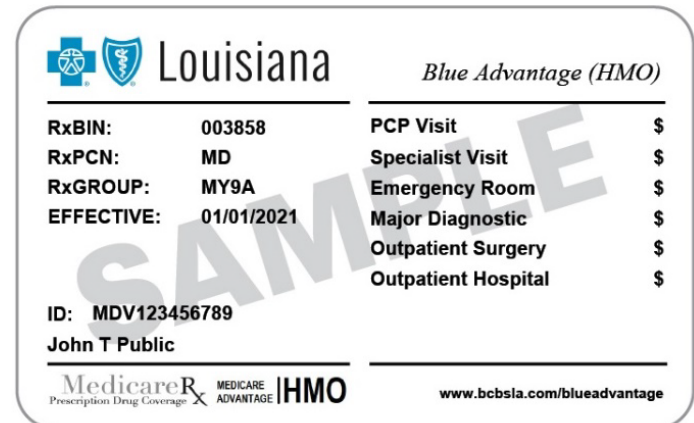 Louisiana
Blue Advantage (HMO)
RxBIN: 003858
RxPCN: MD
RxGROUP: MY9A
EFFECTIVE: 01/01/2021
PCP Visit $
Specialist Visit $
Emergency Room $
Major Diagnostic $
Outpatient Surgery $
Outpatient Hospital $
SAMPLE
ID: MDV123456789
John T Public
MedicareRx
Prescription Drug Coverage
MEDICARE
ADVANTAGE
HMO
www.bcbsla.com/blueadvantage